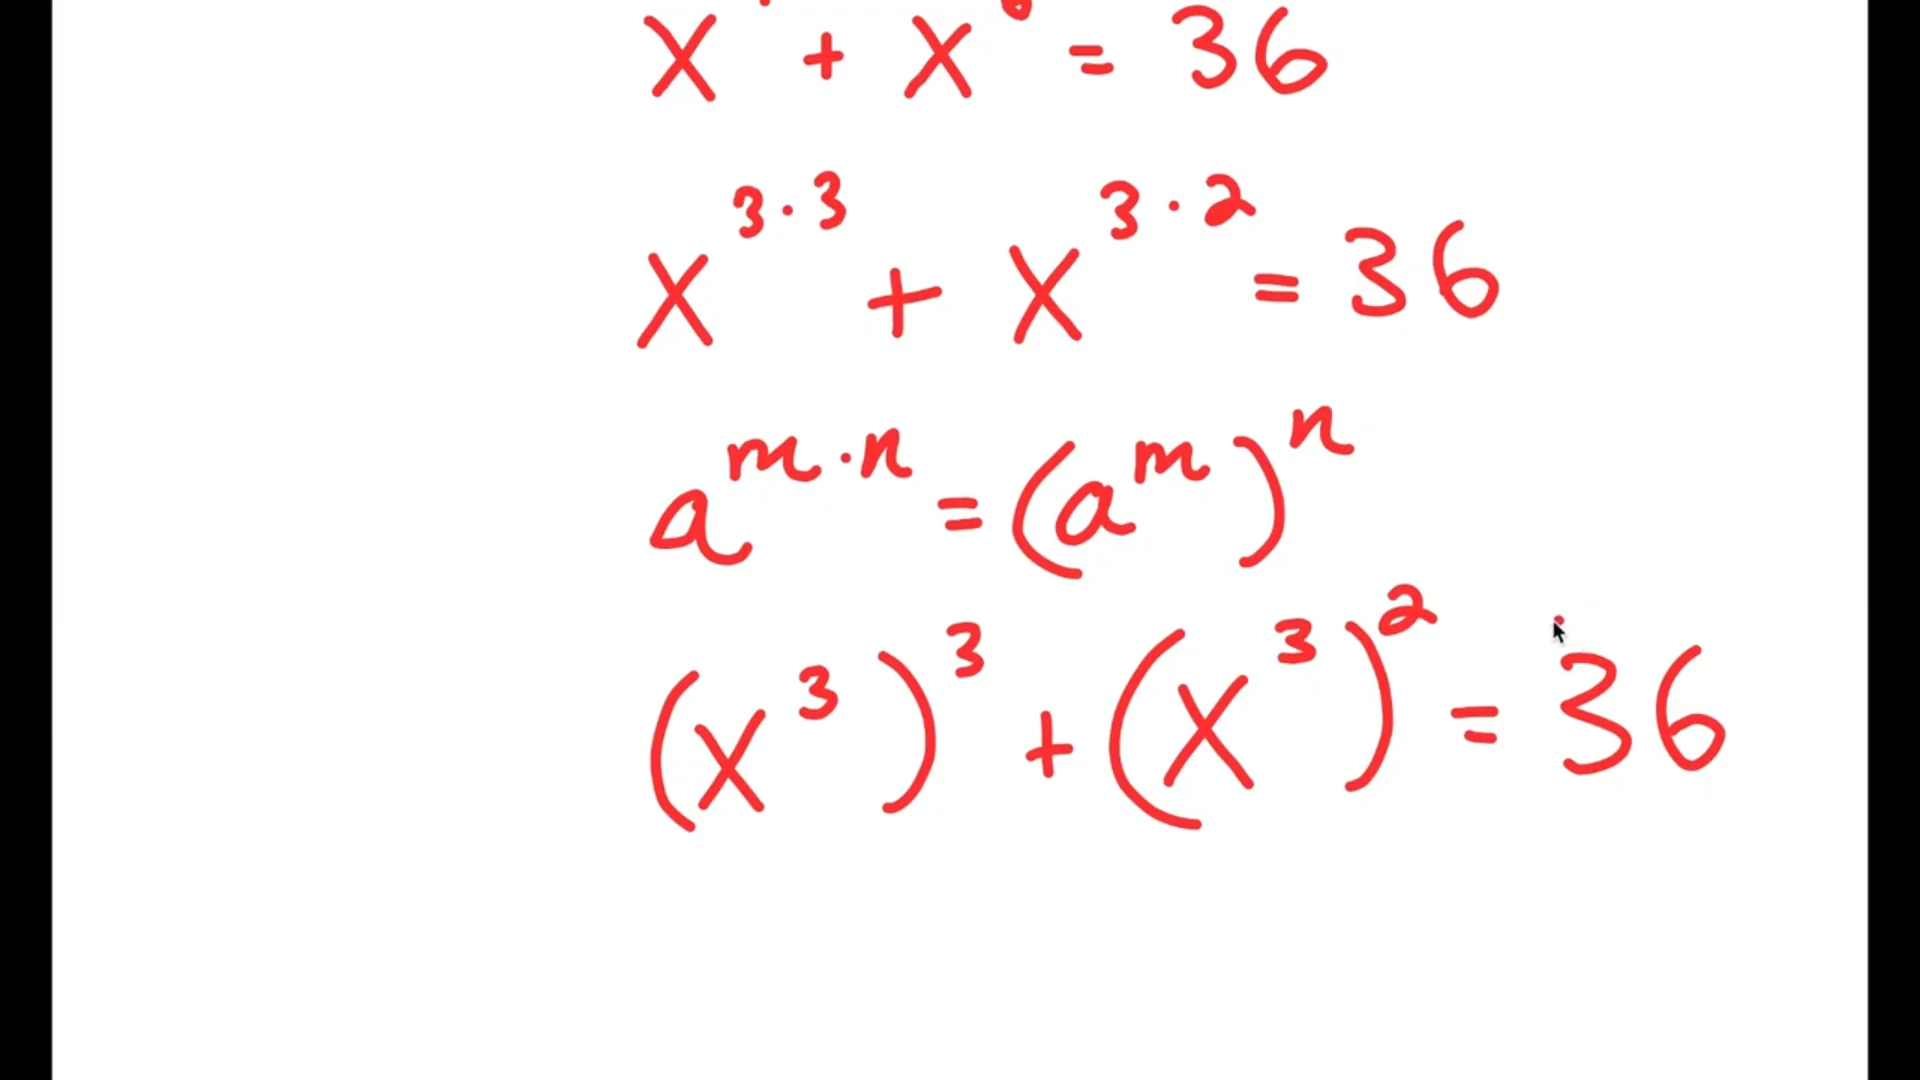 x + x = 36
x^{3·3} + x^{3·2} = 36
a^{m·n} = (a^m)^n
(x^3)^3 + (x^3)^2 = 36